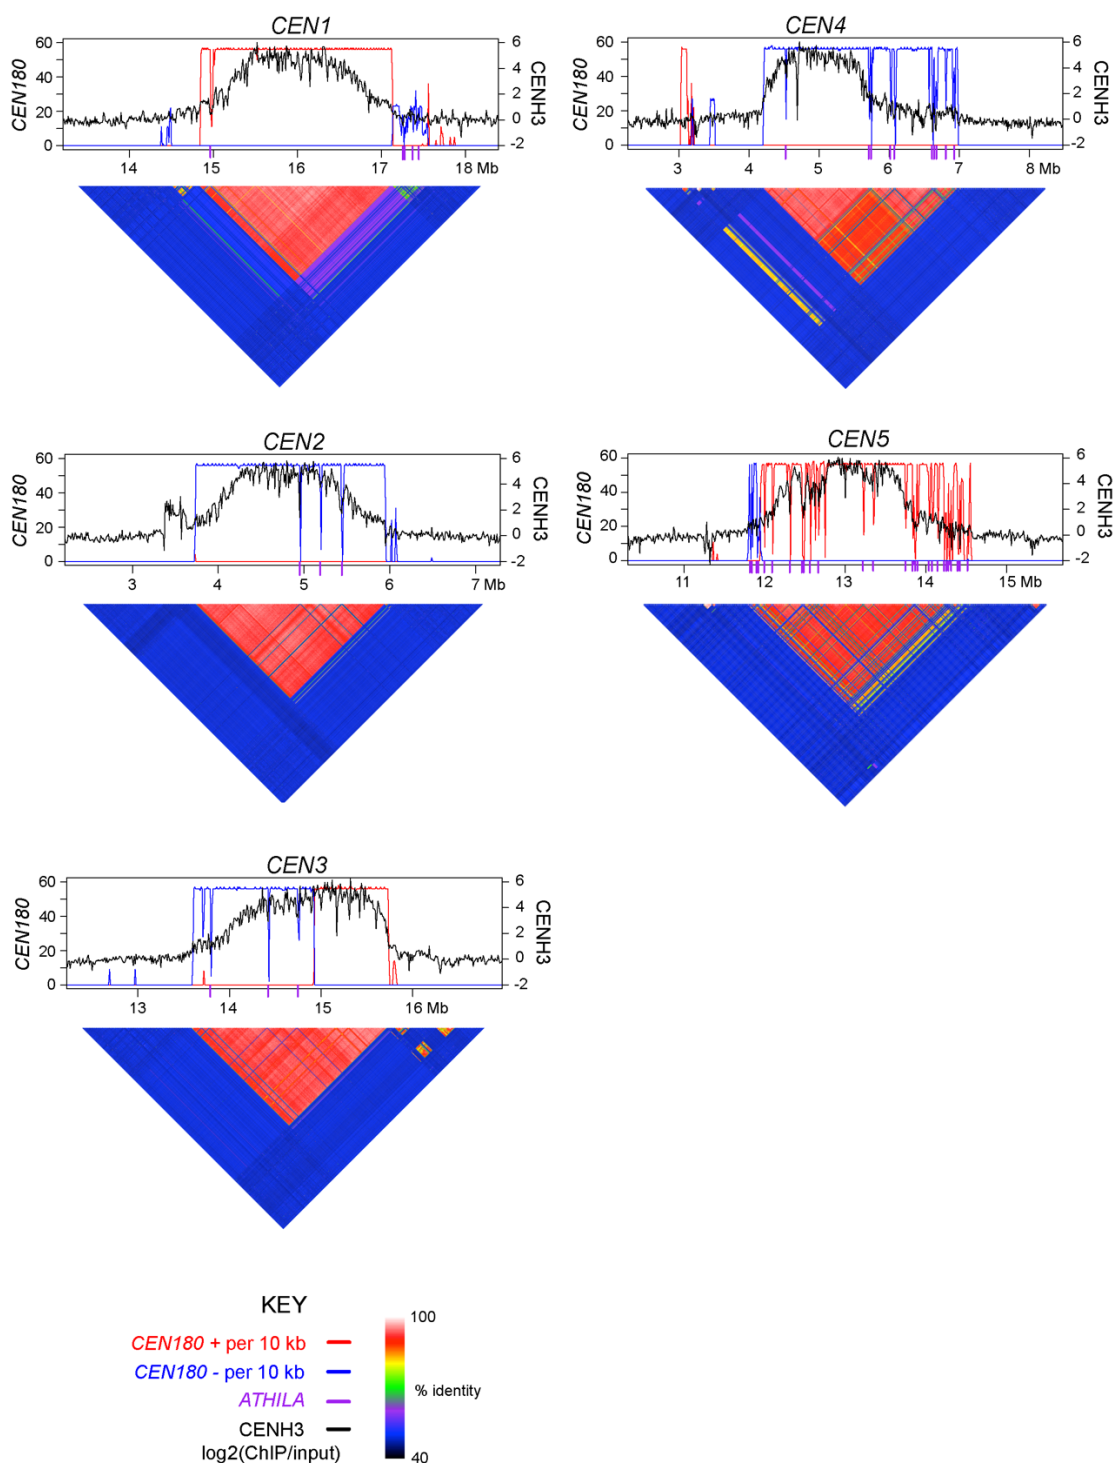 CEN1
60
40
20
0
CEN180
6
4
2
0
-2
CENH3
14 15 16 17 18 Mb
CEN4
60
40
20
0
CEN180
6
4
2
0
-2
CENH3
3 4 5 6 7 8 Mb
CEN2
60
40
20
0
CEN180
6
4
2
0
-2
CENH3
3 4 5 6 7 Mb
CEN5
60
40
20
0
CEN180
6
4
2
0
-2
CENH3
11 12 13 14 15 Mb
CEN3
60
40
20
0
CEN180
6
4
2
0
-2
CENH3
13 14 15 16 Mb
KEY
CEN180 + per 10 kb
CEN180 - per 10 kb
ATHILA
CENH3
log2(ChIP/input)
100
% identity
40